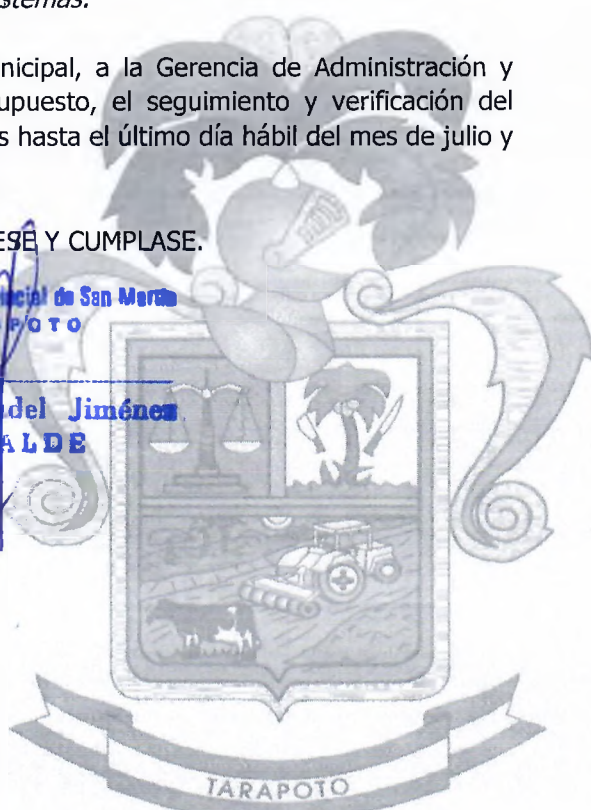 stemas.
nicipal, a la Gerencia de Administración y
upuesto, el seguimiento y verificación del
s hasta el último día hábil del mes de julio y
ESE Y CUMPLASE.
de San Martín
POTO
del Jiménez
ALDE
TARAPOTO